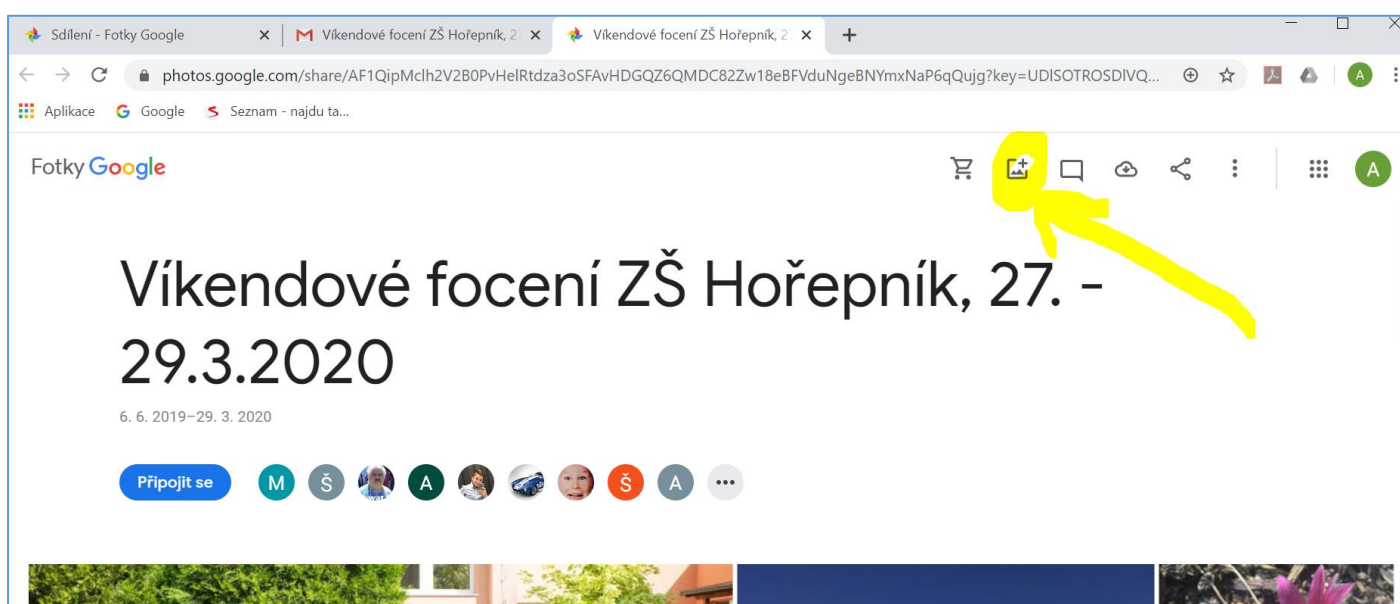 Sdílení - Fotky Google
Víkendové focení ZŠ Hořepník, 2
Víkendové focení ZŠ Hořepník, 2
photos.google.com/share/AF1QipMclh2V2B0PvHelRtdza3oSFAvHDGQZ6QMDC82Zw18eBFVduNgeBNYmxNaP6qQujg?key=UDlSOTROSDlVQ...
A
Aplikace G Google Seznam - najdu ta...
Fotky Google
A
Víkendové focení ZŠ Hořepník, 27. -
29.3.2020
6. 6. 2019–29. 3. 2020
Připojit se M Š A Š A